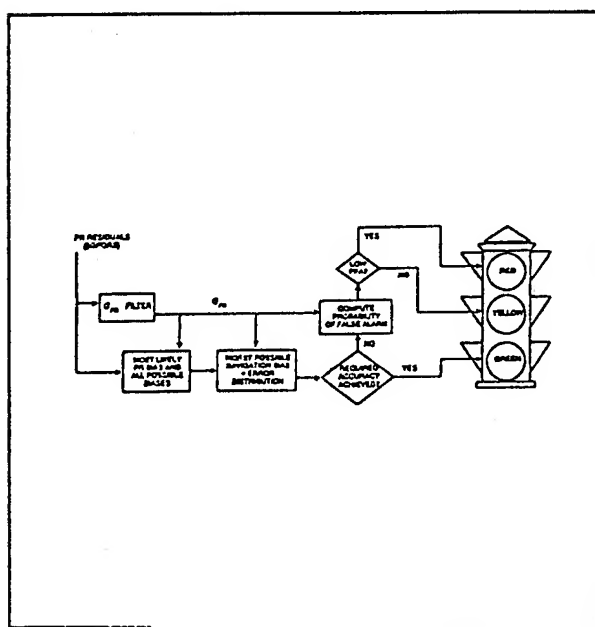 PR RESIDUALS
YES
LOW
PFA?
RED
NO
σPR FILTER
σPR
COMPUTE
PROBABILITY
OF FALSE ALARM
YELLOW
NO
MOST LIKELY
PR BIAS AND
ALL POSSIBLE
BIASES
WORST POSSIBLE
NAVIGATION BIAS
+ ERROR
DISTRIBUTION
REQUIRED
ACCURACY
ACHIEVED?
YES
GREEN